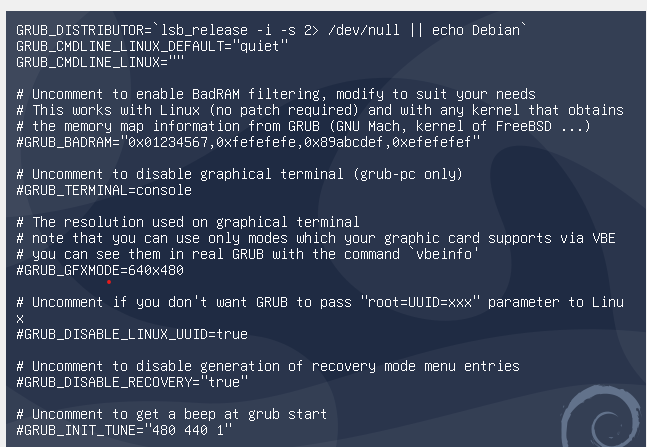 GRUB_DISTRIBUTOR=`lsb_release -i -s 2> /dev/null || echo Debian`
GRUB_CMDLINE_LINUX_DEFAULT="quiet"
GRUB_CMDLINE_LINUX=""
# Uncomment to enable BadRAM filtering, modify to suit your needs
# This works with Linux (no patch required) and with any kernel that obtains
# the memory map information from GRUB (GNU Mach, kernel of FreeBSD ...)
#GRUB_BADRAM="0x01234567,0xfefefefe,0x89abcdef,0xefefefef"
# Uncomment to disable graphical terminal (grub-pc only)
#GRUB_TERMINAL=console
# The resolution used on graphical terminal
# note that you can use only modes which your graphic card supports via VBE
# you can see them in real GRUB with the command `vbeinfo'
#GRUB_GFXMODE=640x480
# Uncomment if you don't want GRUB to pass "root=UUID=xxx" parameter to Linu
x
#GRUB_DISABLE_LINUX_UUID=true
# Uncomment to disable generation of recovery mode menu entries
#GRUB_DISABLE_RECOVERY="true"
# Uncomment to get a beep at grub start
#GRUB_INIT_TUNE="480 440 1"